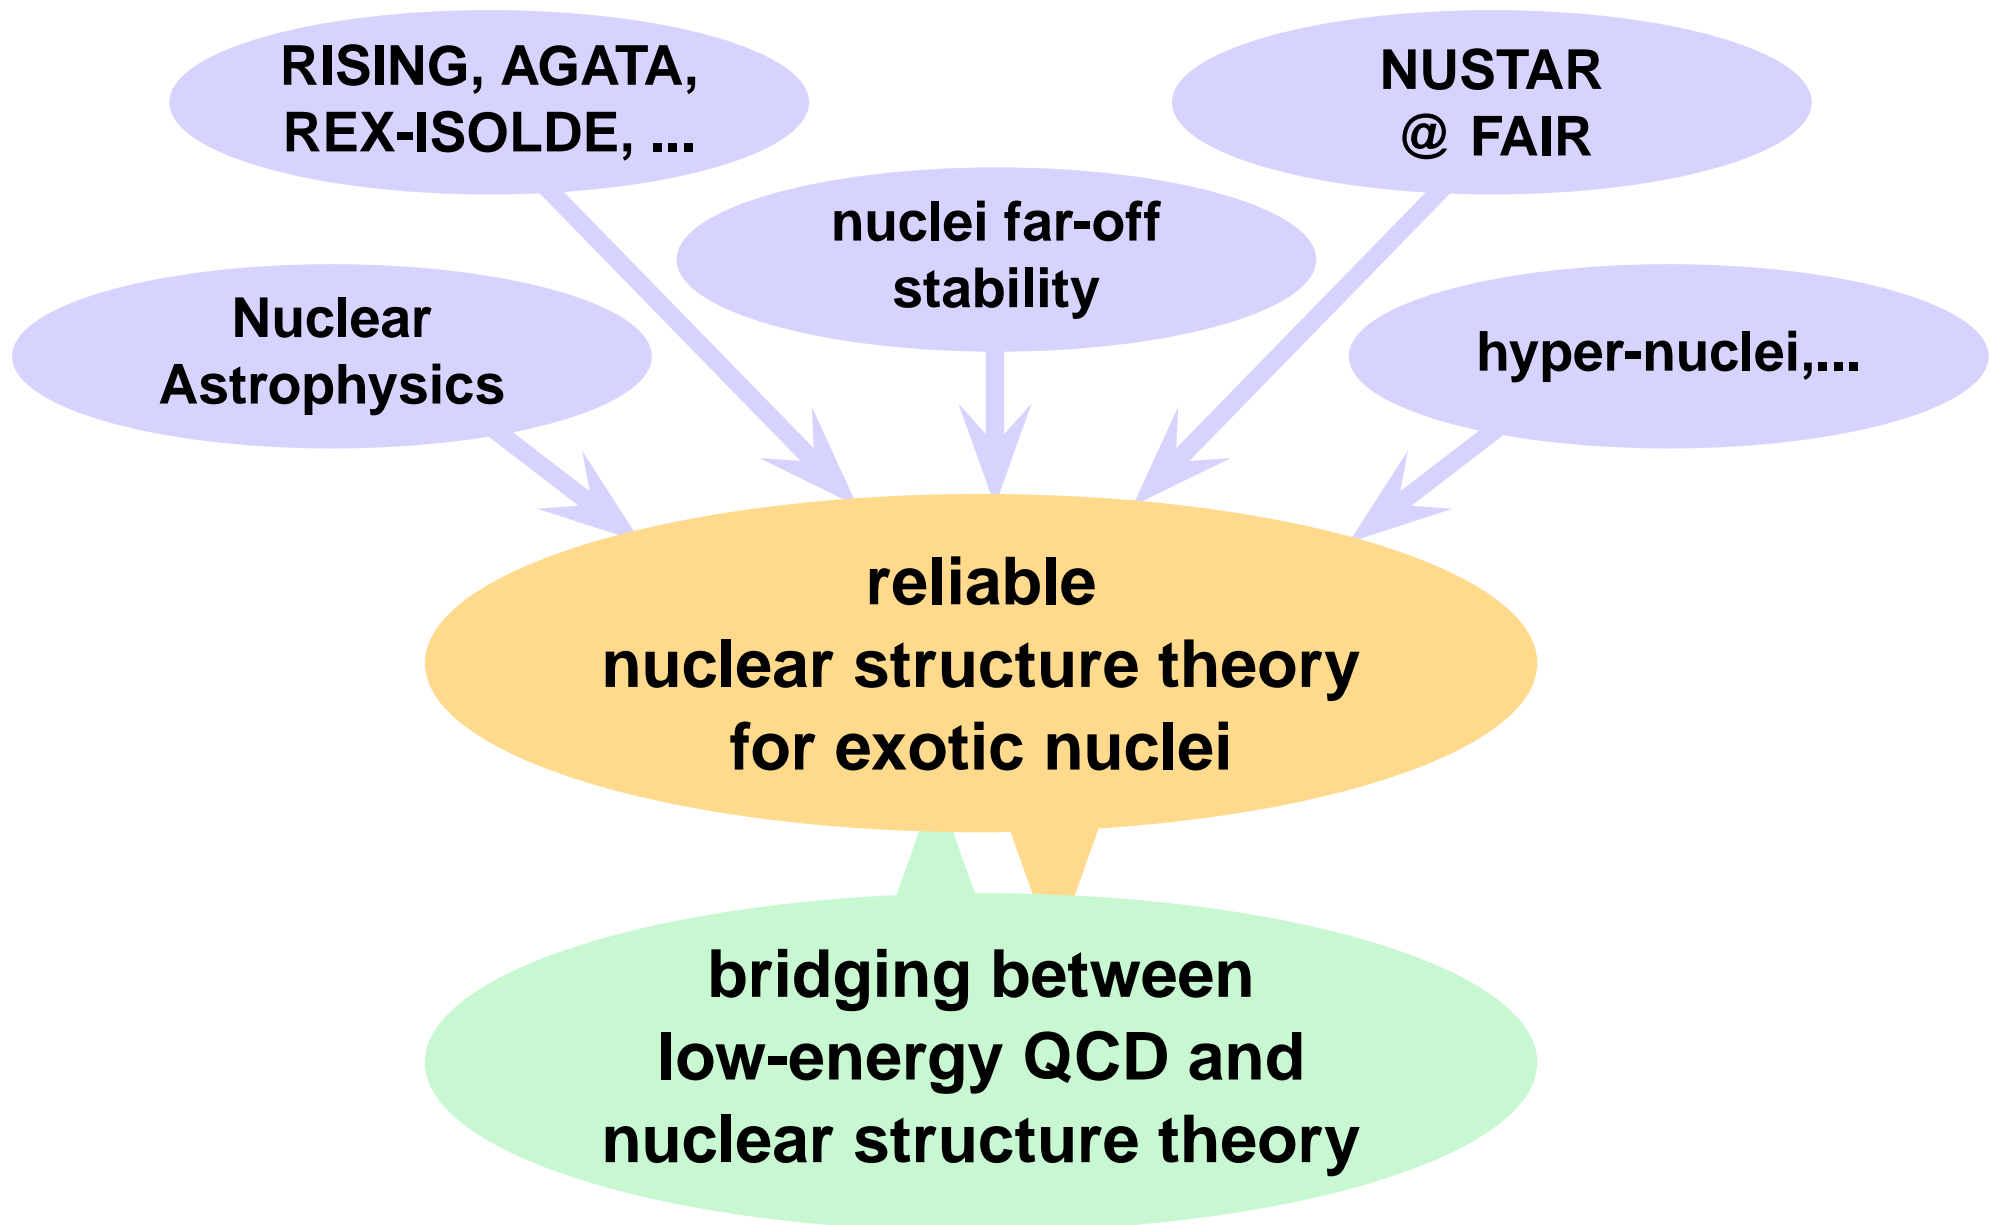 RISING, AGATA,
REX-ISOLDE, ...
NUSTAR
@ FAIR
nuclei far-off
stability
Nuclear
Astrophysics
hyper-nuclei,...
reliable
nuclear structure theory
for exotic nuclei
bridging between
low-energy QCD and
nuclear structure theory